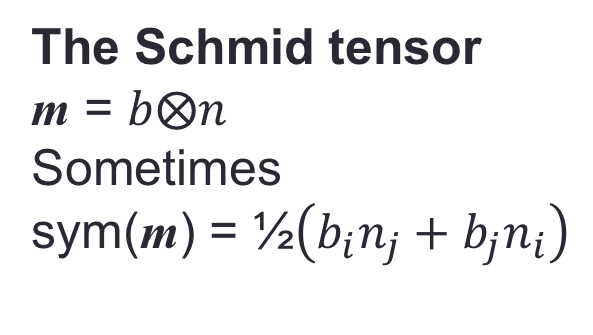 The Schmid tensor
m = b⊗n
Sometimes
sym(m) = ½(bᵢnⱼ + bⱼnᵢ)